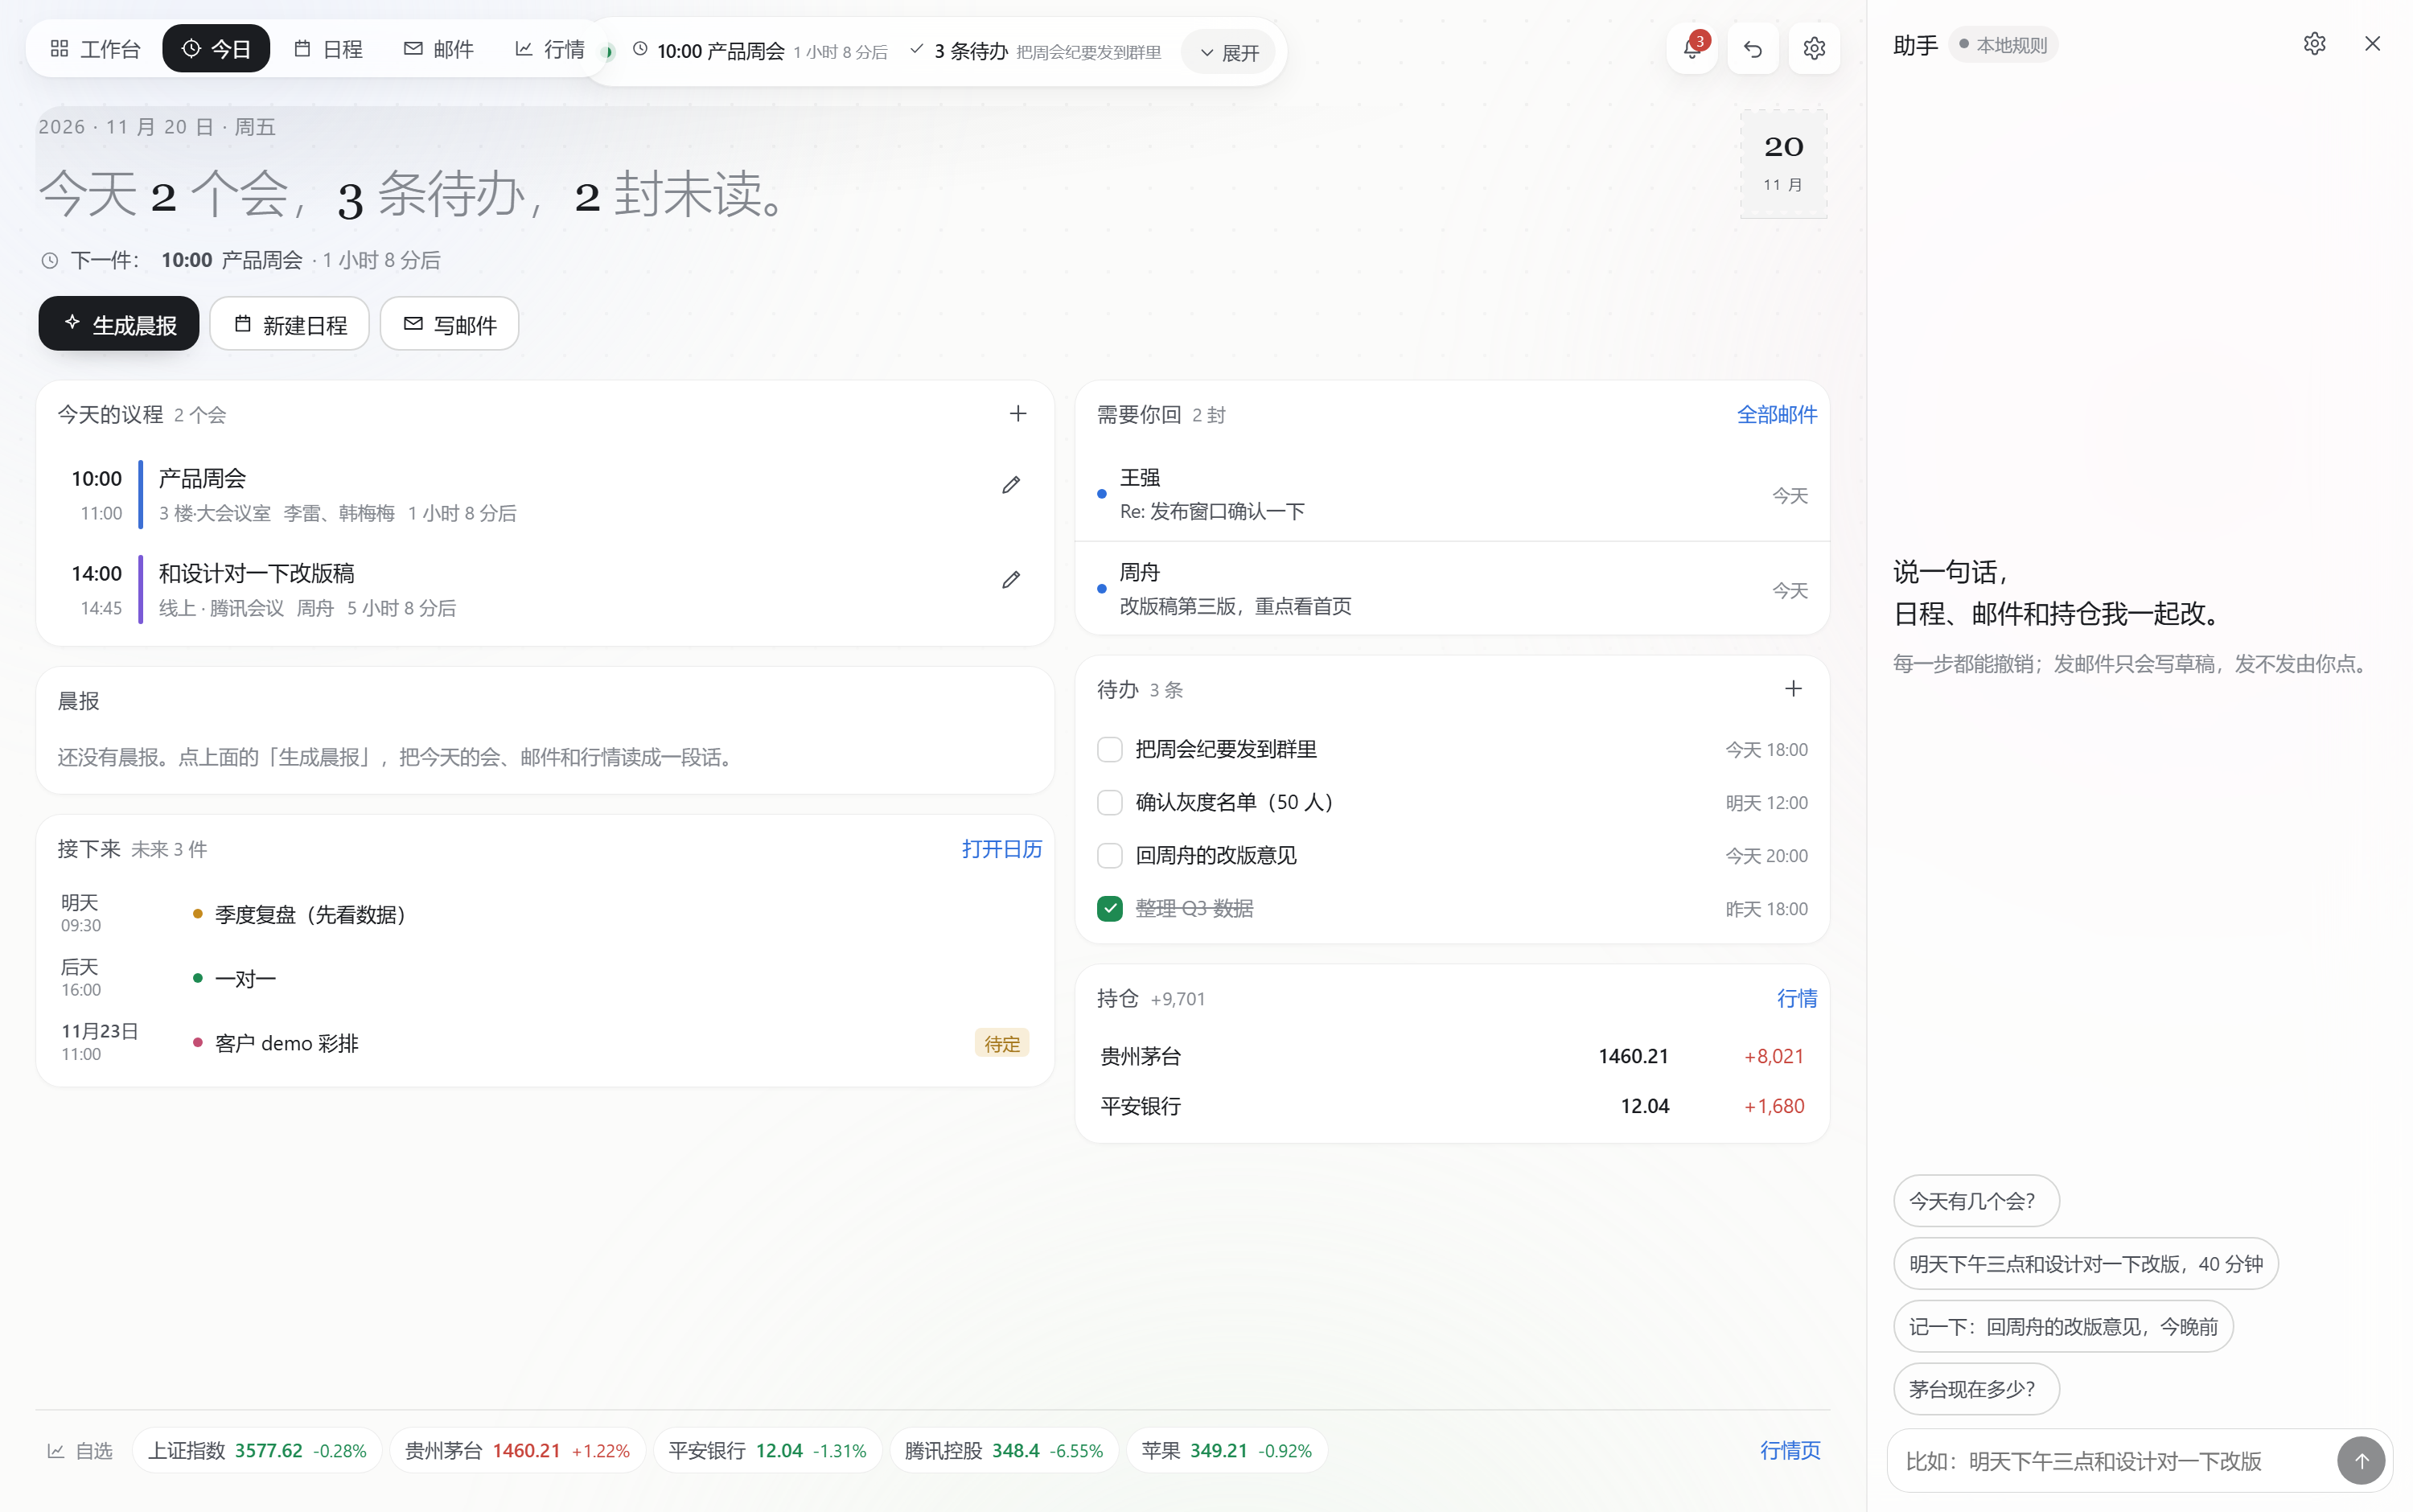 工作台 今日 日程 邮件 行情
10:00 产品周会 1 小时 8 分后 3 条待办 把周会纪要发到群里 展开
3
2026 · 11 月 20 日 · 周五
今天 2 个会，3 条待办，2 封未读。
下一件： 10:00 产品周会 · 1 小时 8 分后
20
11 月
生成晨报 新建日程 写邮件
今天的议程 2 个会
10:00 产品周会
11:00 3 楼·大会议室 李雷、韩梅梅 1 小时 8 分后
14:00 和设计对一下改版稿
14:45 线上 · 腾讯会议 周舟 5 小时 8 分后
晨报
还没有晨报。点上面的「生成晨报」，把今天的会、邮件和行情读成一段话。
接下来 未来 3 件 打开日历
明天
09:30
季度复盘（先看数据）
后天
16:00
一对一
11月23日
11:00
客户 demo 彩排 待定
需要你回 2 封 全部邮件
王强
Re: 发布窗口确认一下
今天
周舟
改版稿第三版，重点看首页
今天
待办 3 条
把周会纪要发到群里 今天 18:00
确认灰度名单（50 人） 明天 12:00
回周舟的改版意见 今天 20:00
整理 Q3 数据 昨天 18:00
持仓 +9,701 行情
贵州茅台 1460.21 +8,021
平安银行 12.04 +1,680
自选 上证指数 3577.62 -0.28% 贵州茅台 1460.21 +1.22% 平安银行 12.04 -1.31% 腾讯控股 348.4 -6.55% 苹果 349.21 -0.92% 行情页
助手 本地规则
说一句话，
日程、邮件和持仓我一起改。
每一步都能撤销；发邮件只会写草稿，发不发由你点。
今天有几个会？
明天下午三点和设计对一下改版，40 分钟
记一下：回周舟的改版意见，今晚前
茅台现在多少？
比如：明天下午三点和设计对一下改版